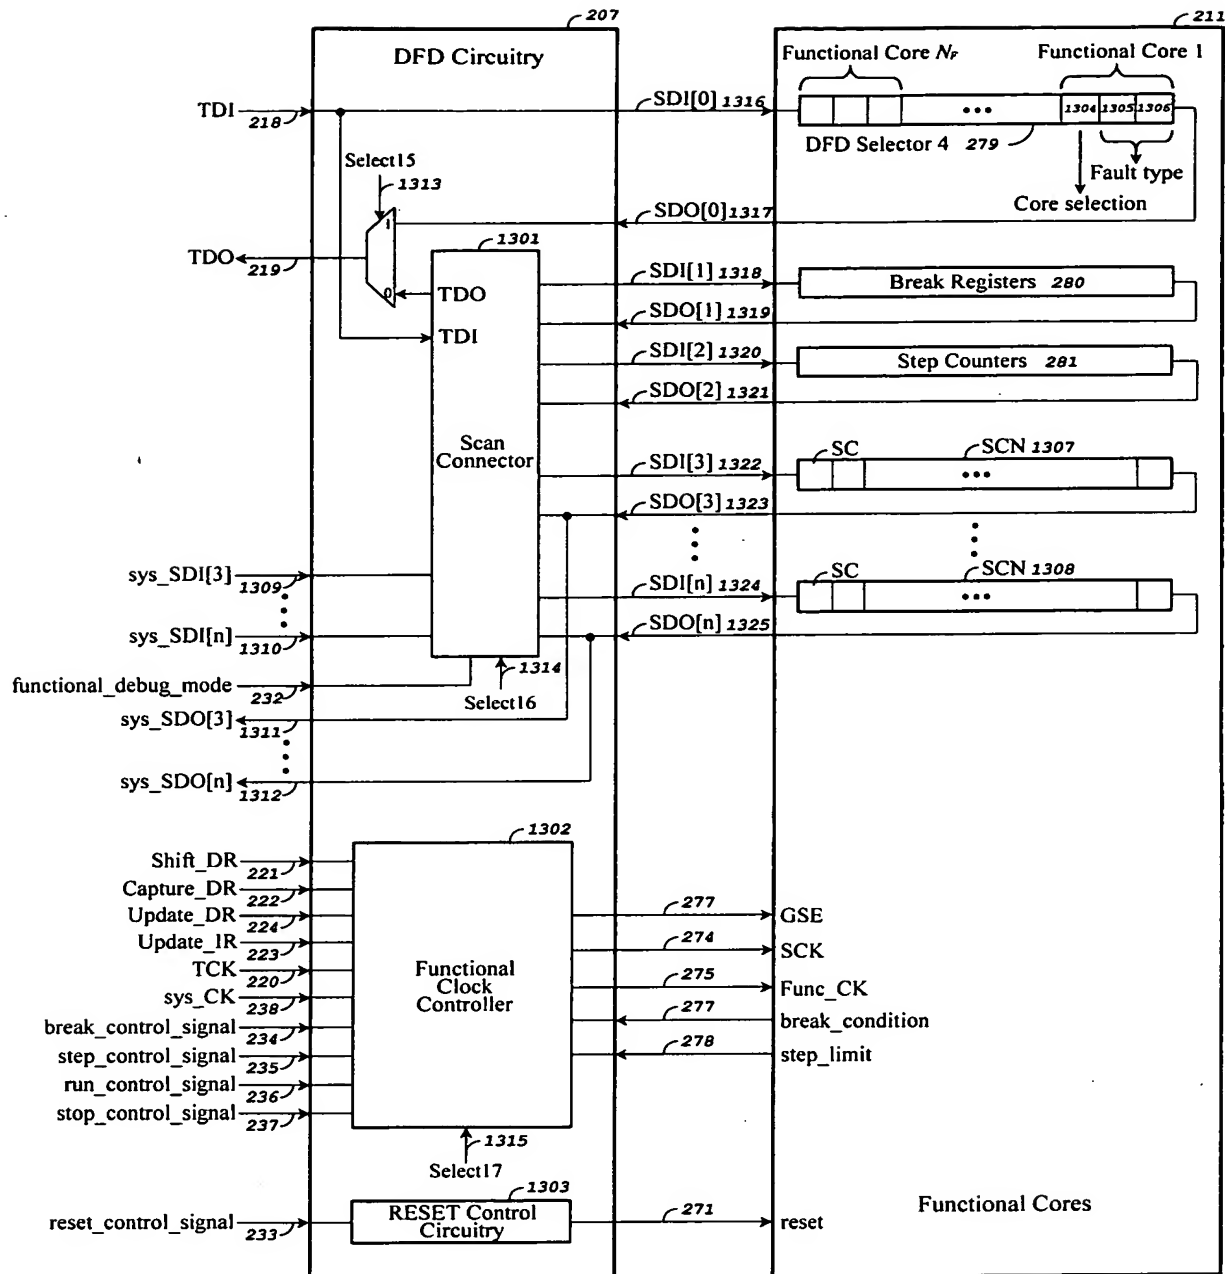 207
211
DFD Circuitry
Functional Core NF
Functional Core 1
TDI
218
SDI[0] 1316
1304 1305 1306
DFD Selector 4 279
Fault type
Core selection
Select15
1313
1
SDO[0] 1317
TDO
219
1301
0
TDO
TDI
SDI[1] 1318
Break Registers 280
SDO[1] 1319
SDI[2] 1320
Step Counters 281
SDO[2] 1321
Scan
Connector
SC
SCN 1307
SDI[3] 1322
SDO[3] 1323
sys_SDI[3]
1309
SC
SCN 1308
SDI[n] 1324
sys_SDI[n]
1310
SDO[n] 1325
1314
functional_debug_mode
232
Select16
sys_SDO[3]
1311
sys_SDO[n]
1312
1302
Shift_DR
221
Capture_DR
222
Update_DR
224
Update_IR
223
TCK
220
sys_CK
238
break_control_signal
234
step_control_signal
235
run_control_signal
236
stop_control_signal
237
Functional
Clock
Controller
277
GSE
274
SCK
275
Func_CK
277
break_condition
278
step_limit
1315
Select17
1303
reset_control_signal
233
RESET Control
Circuitry
271
reset
Functional Cores